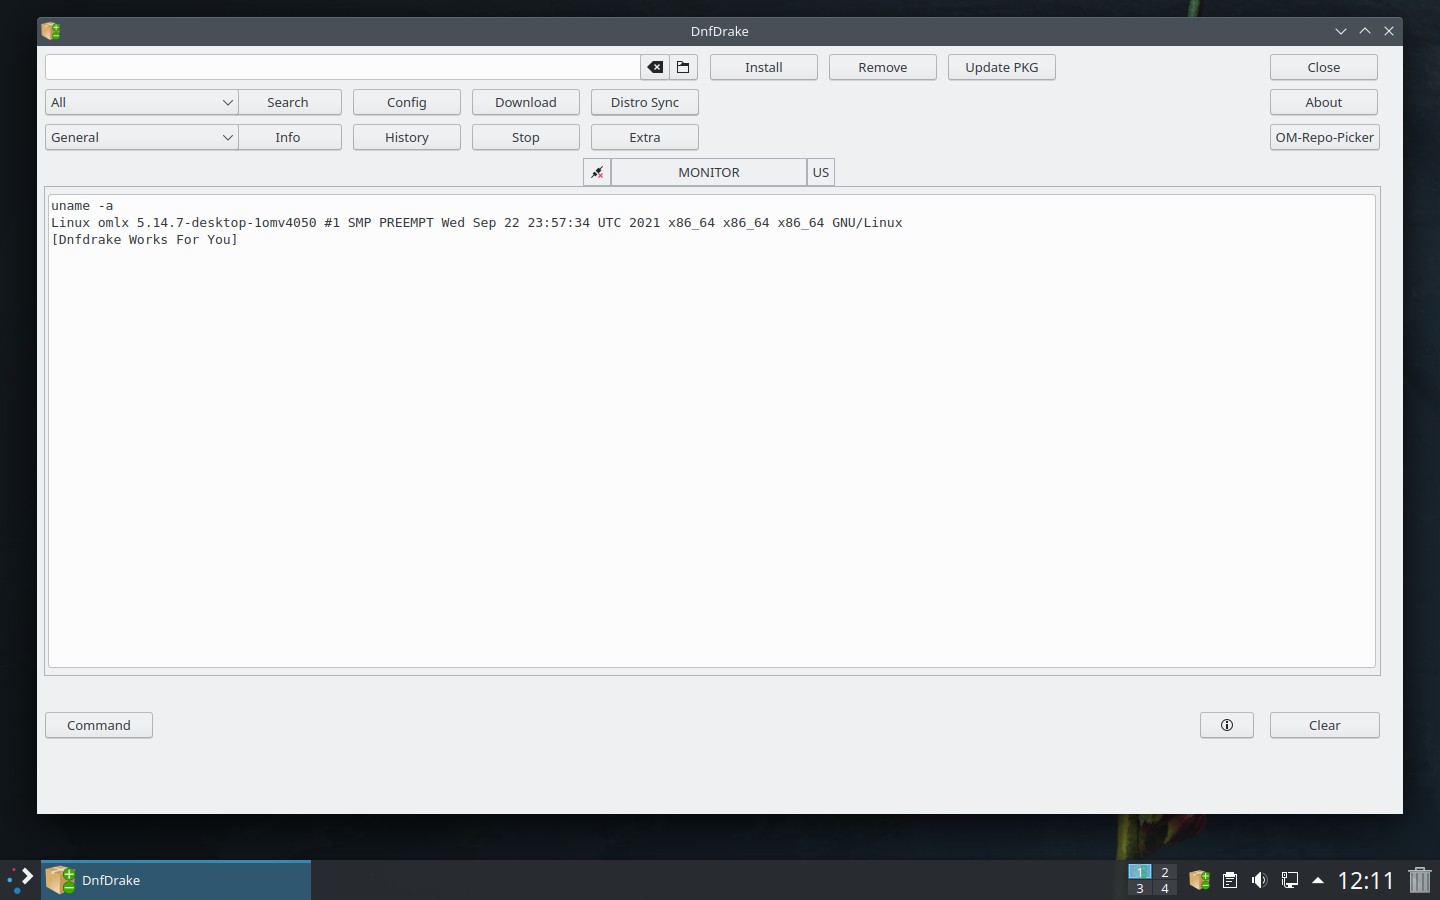 DnfDrake
Install
Remove
Update PKG
Close
All
Search
Config
Download
Distro Sync
About
General
Info
History
Stop
Extra
OM-Repo-Picker
MONITOR
US
uname -a
Linux omlx 5.14.7-desktop-1omv4050 #1 SMP PREEMPT Wed Sep 22 23:57:34 UTC 2021 x86_64 x86_64 x86_64 GNU/Linux
[Dnfdrake Works For You]
Command
Clear
DnfDrake
1 2
3 4
12:11